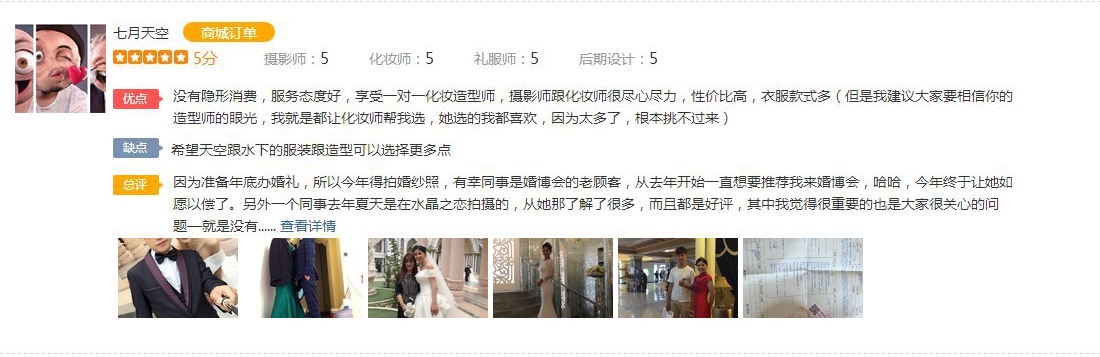 七月天空 商城订单
5分 摄影师：5 化妆师：5 礼服师：5 后期设计：5
优点 没有隐形消费，服务态度好，享受一对一化妆造型师，摄影师跟化妆师很尽心尽力，性价比高，衣服款式多（但是我建议大家要相信你的
造型师的眼光，我就是都让化妆师帮我选，她选的我都喜欢，因为太多了，根本挑不过来）
缺点 希望天空跟水下的服装跟造型可以选择更多点
总评 因为准备年底办婚礼，所以今年得拍婚纱照，有幸同事是婚博会的老顾客，从去年开始一直想要推荐我来婚博会，哈哈，今年终于让她如
愿以偿了。另外一个同事去年夏天是在水晶之恋拍摄的，从她那了解了很多，而且都是好评，其中我觉得很重要的也是大家很关心的问
题—就是没有...... 查看详情